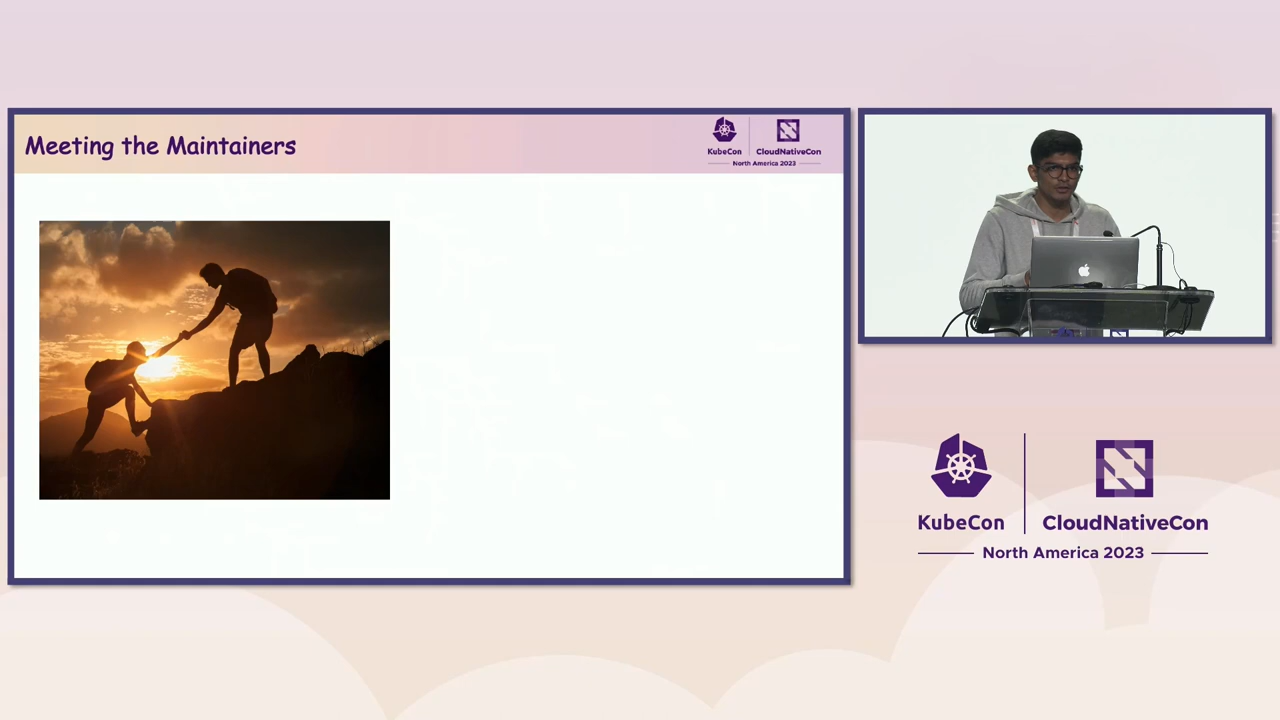 Meeting the Maintainers
KubeCon
CloudNativeCon
North America 2023
KubeCon
CloudNativeCon
North America 2023